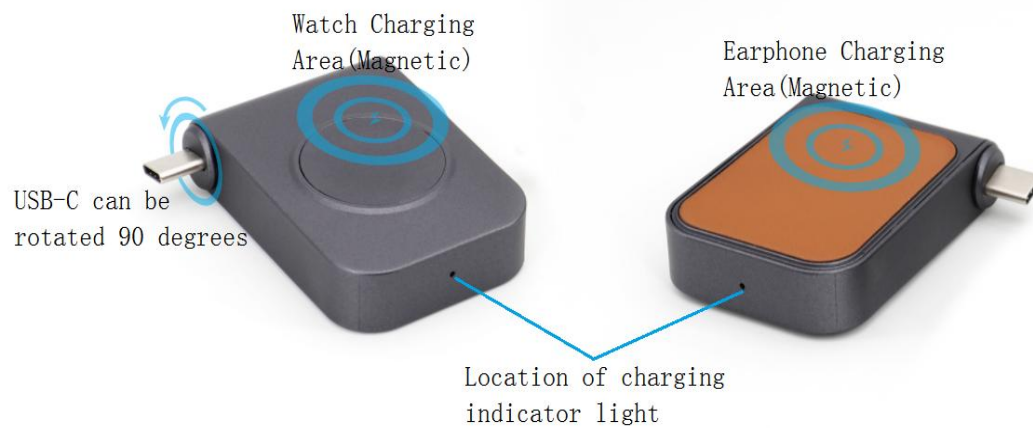 Watch Charging
Area(Magnetic)
Earphone Charging
Area(Magnetic)
USB-C can be
rotated 90 degrees
Location of charging
indicator light